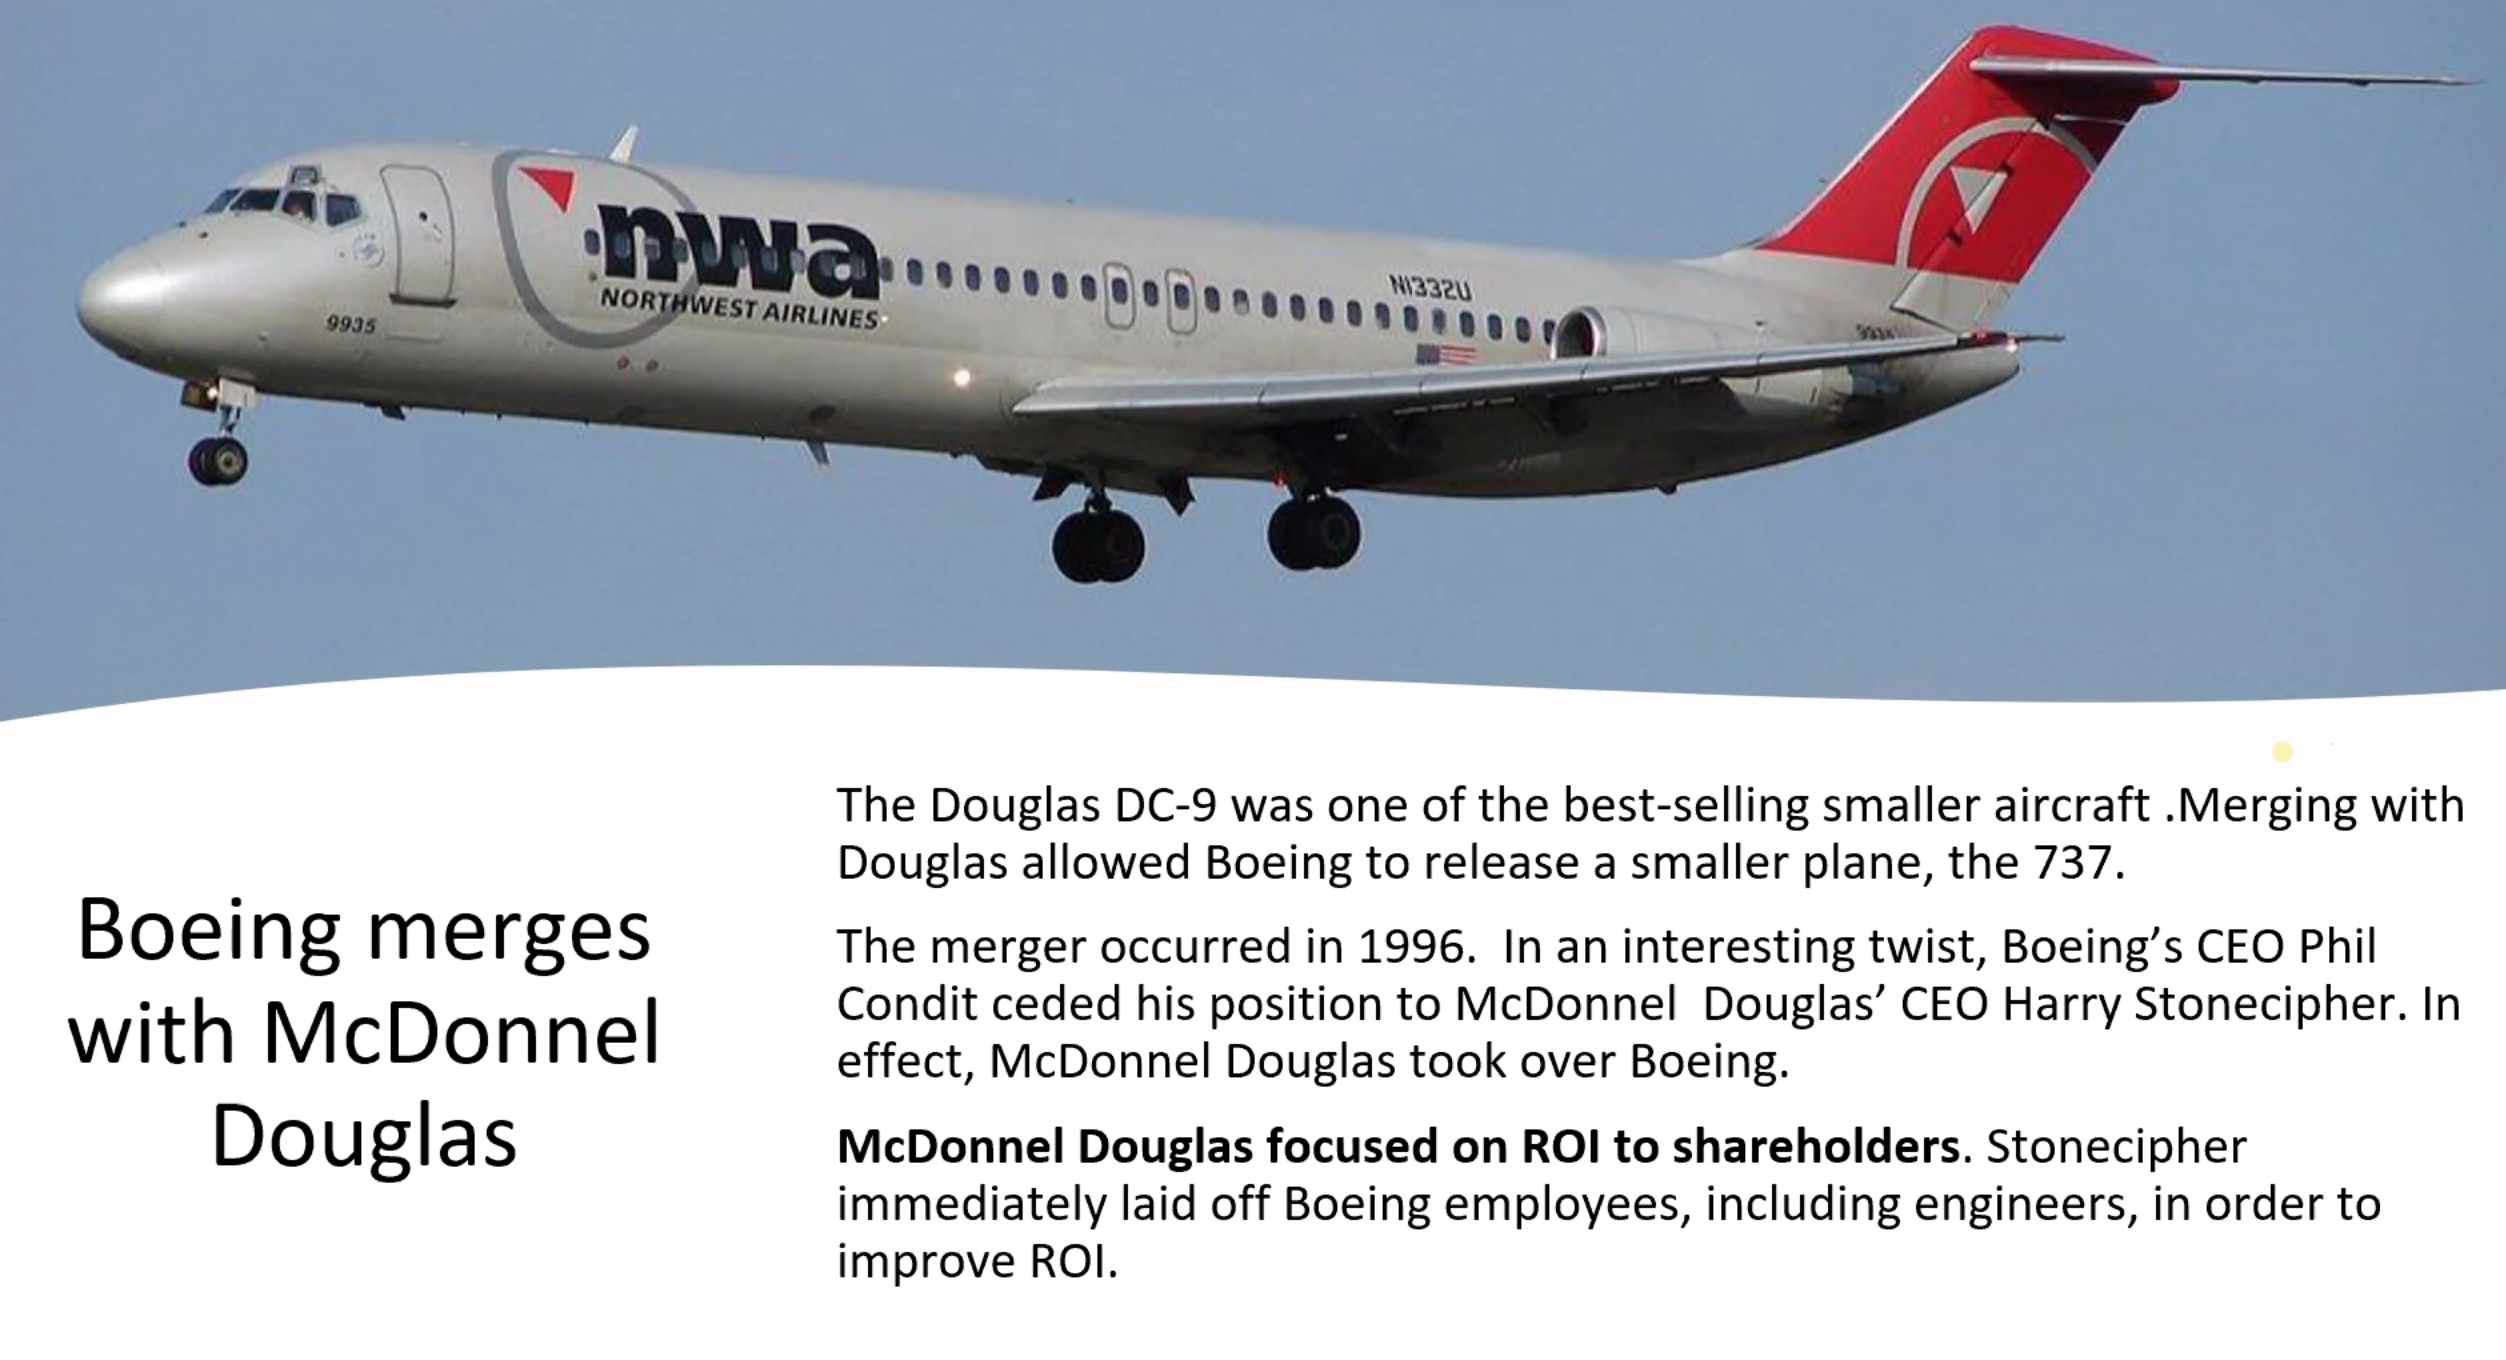 nwa
NORTHWEST AIRLINES
N1332U
9935
Boeing merges
with McDonnel
Douglas
The Douglas DC-9 was one of the best-selling smaller aircraft .Merging with
Douglas allowed Boeing to release a smaller plane, the 737.
The merger occurred in 1996.  In an interesting twist, Boeing’s CEO Phil
Condit ceded his position to McDonnel  Douglas’ CEO Harry Stonecipher. In
effect, McDonnel Douglas took over Boeing.
McDonnel Douglas focused on ROI to shareholders. Stonecipher
immediately laid off Boeing employees, including engineers, in order to
improve ROI.